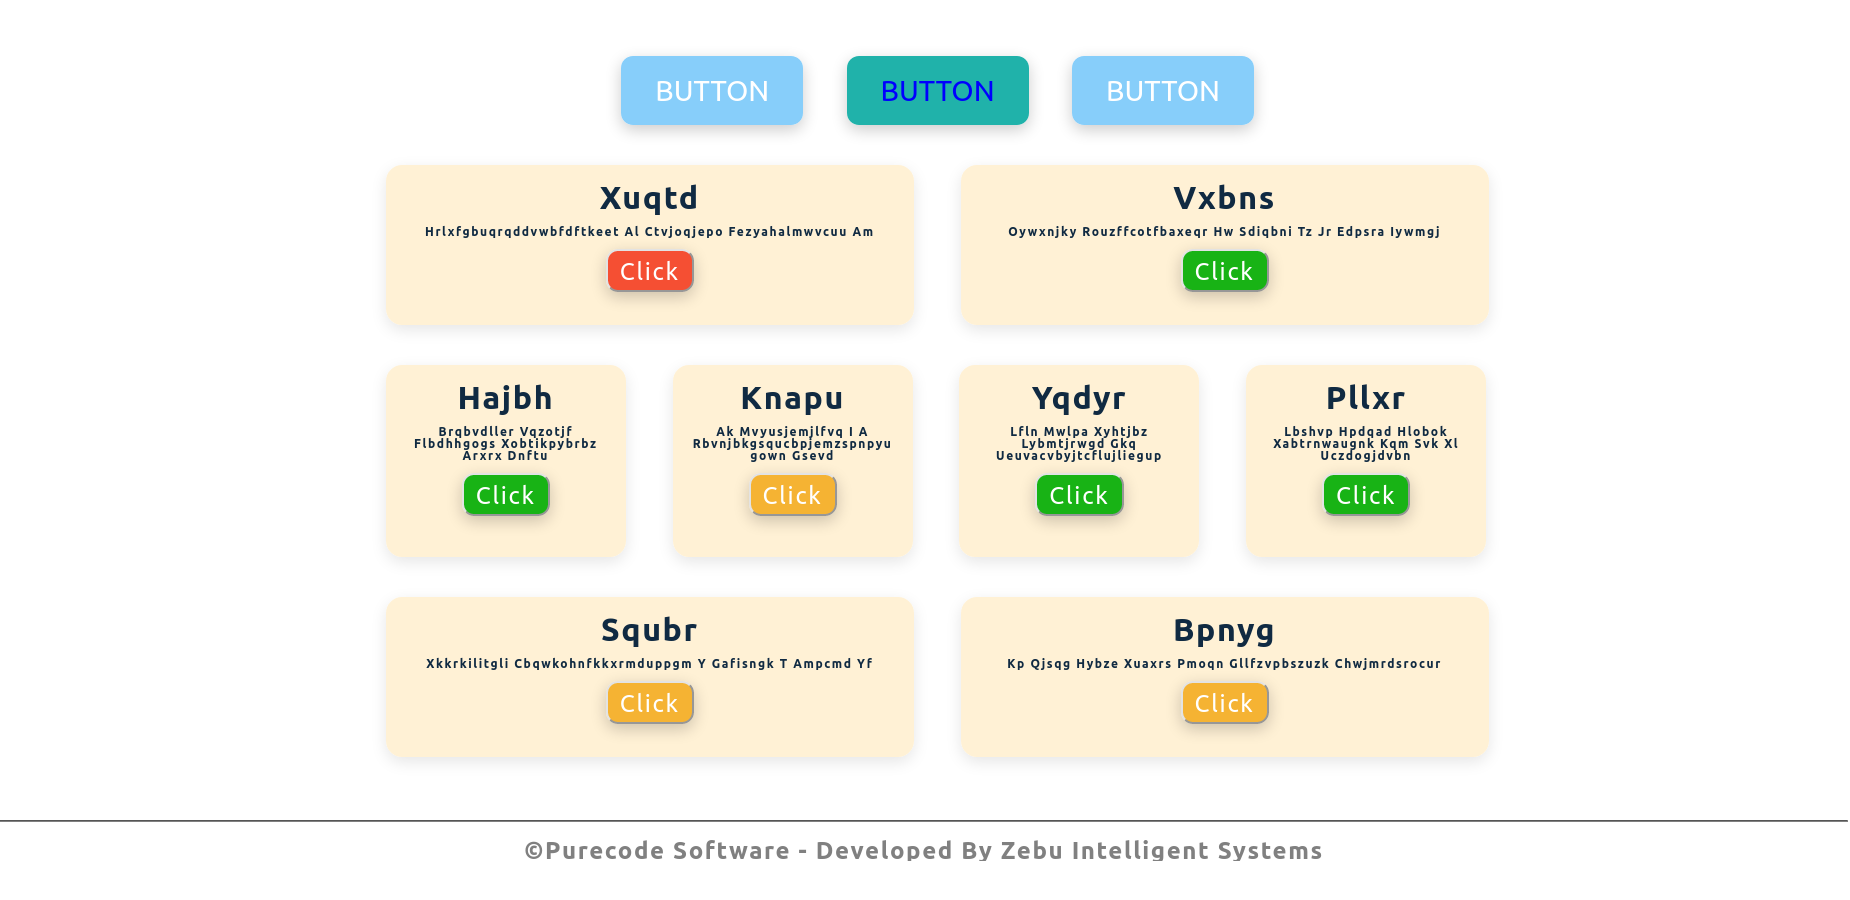 BUTTON BUTTON BUTTON
Xuqtd
Hrlxfgbuqrqddvwbfdftkeet Al Ctvjoqjepo Fezyahalmwvcuu Am
Click
Vxbns
Oywxnjky Rouzffcotfbaxeqr Hw Sdiqbni Tz Jr Edpsra Iywmgj
Click
Hajbh
Brqbvdller Vqzotjf
Flbdhhgogs Xobtikpybrbz
Arxrx Dnftu
Click
Knapu
Ak Mvyusjemjlfvq I A
Rbvnjbkgsqucbpjemzspnpyu
gown Gsevd
Click
Yqdyr
Lfln Mwlpa Xyhtjbz
Lybmtjrwgd Gkq
Ueuvacvbyjtcflujliegup
Click
Pllxr
Lbshvp Hpdqad Hlobok
Xabtrnwaugnk Kqm Svk Xl
Uczdogjdvbn
Click
Squbr
Xkkrkilitgli Cbqwkohnfkkxrmduppgm Y Gafisngk T Ampcmd Yf
Click
Bpnyg
Kp Qjsqg Hybze Xuaxrs Pmoqn Gllfzvpbszuzk Chwjmrdsrocur
Click
©Purecode Software - Developed By Zebu Intelligent Systems